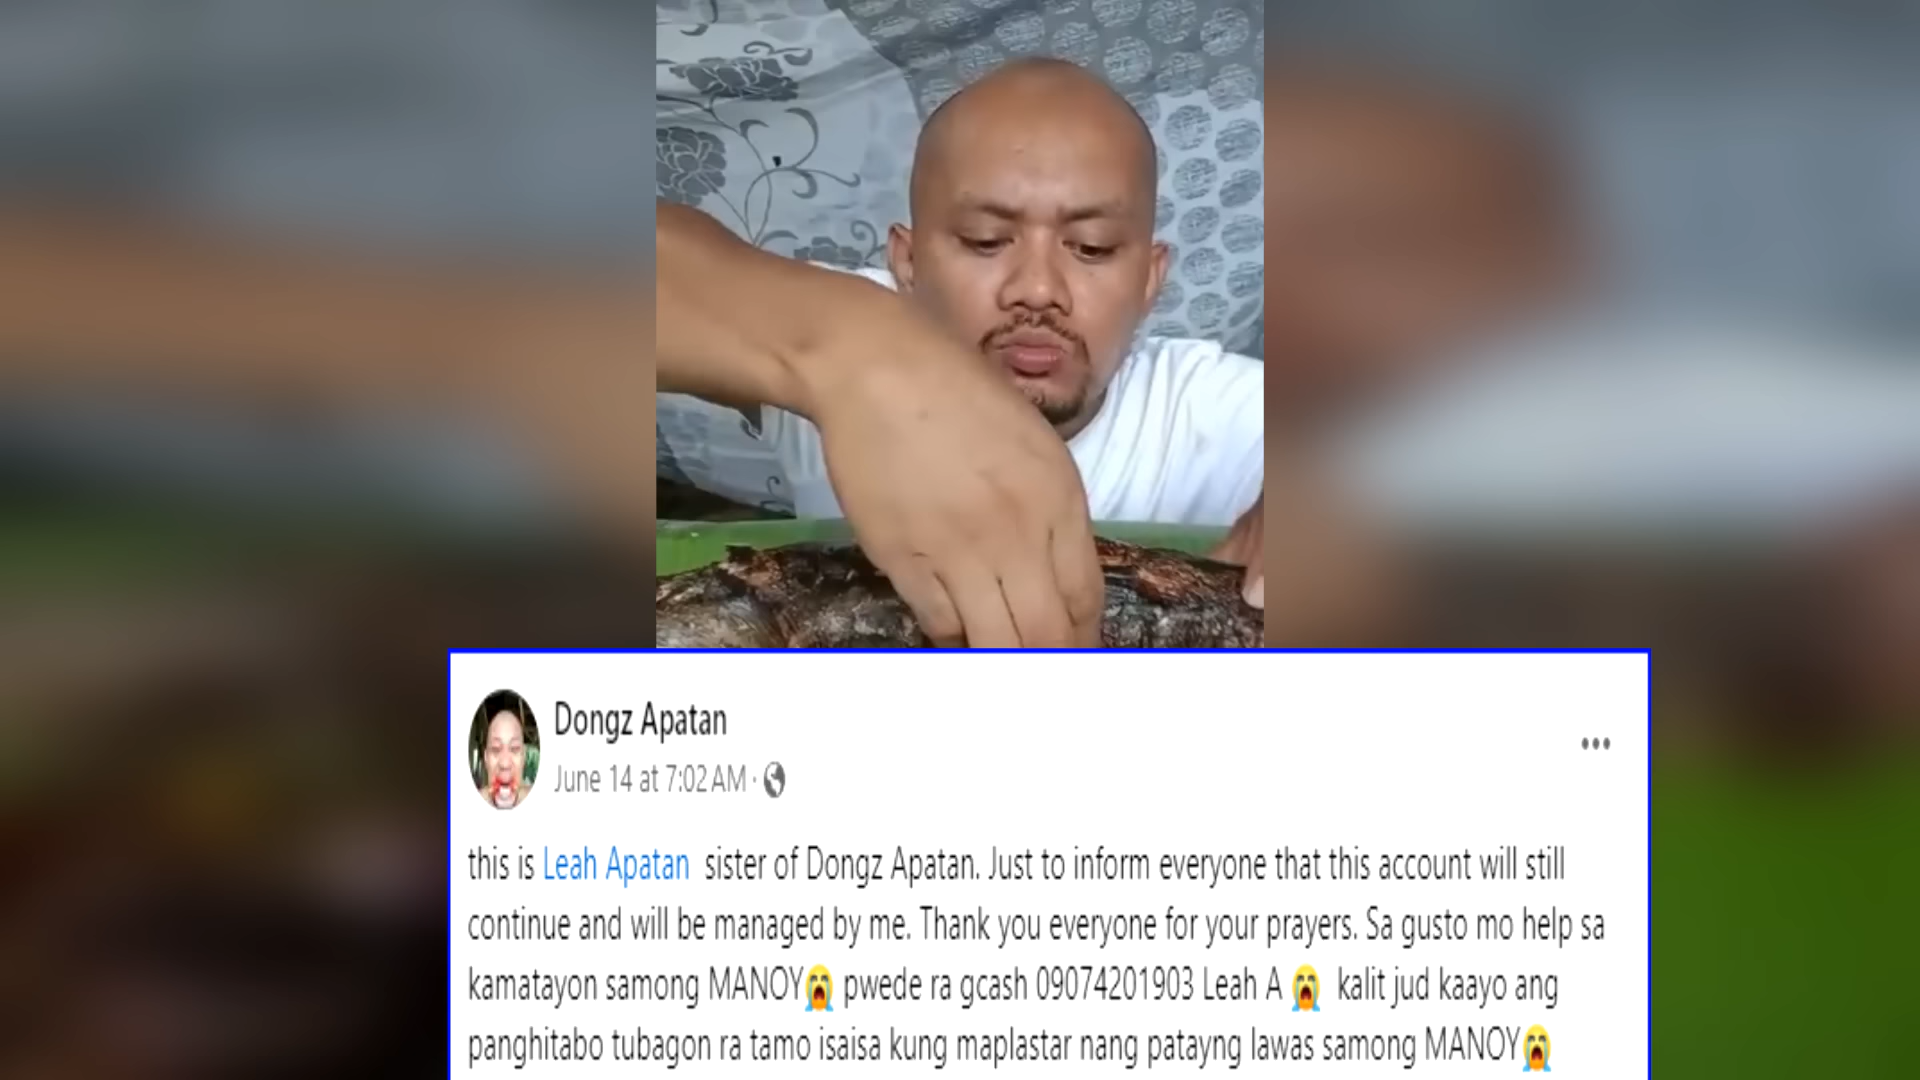 Dongz Apatan
June 14 at 7:02 AM ·
this is Leah Apatan sister of Dongz Apatan. Just to inform everyone that this account will still
continue and will be managed by me. Thank you everyone for your prayers. Sa gusto mo help sa
kamatayon samong MANOY😭 pwede ra gcash 09074201903 Leah A 😭 kalit jud kaayo ang
panghitabo tubagon ra tamo isaisa kung maplastar nang patayng lawas samong MANOY😭